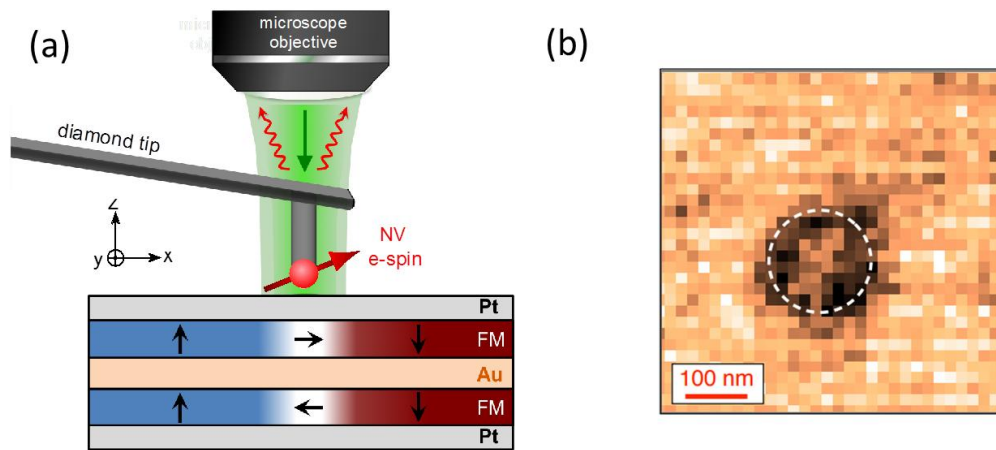 (a)
microscope
objective
diamond tip
z
y
x
NV
e-spin
Pt
FM
Au
FM
Pt
(b)
100 nm